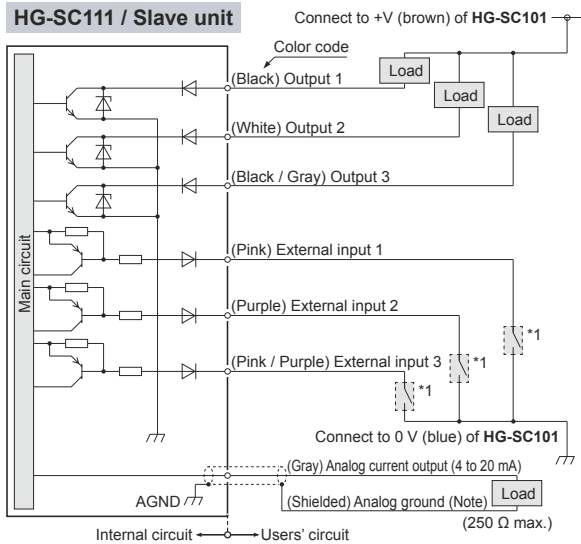 HG-SC111 / Slave unit
Connect to +V (brown) of HG-SC101
Color code
(Black) Output 1
Load
(White) Output 2
Load
(Black / Gray) Output 3
Load
Main circuit
(Pink) External input 1
*1
(Purple) External input 2
*1
(Pink / Purple) External input 3
*1
Connect to 0 V (blue) of HG-SC101
(Gray) Analog current output (4 to 20 mA)
AGND
(Shielded) Analog ground (Note)
Load
(250 Ω max.)
Internal circuit
Users' circuit